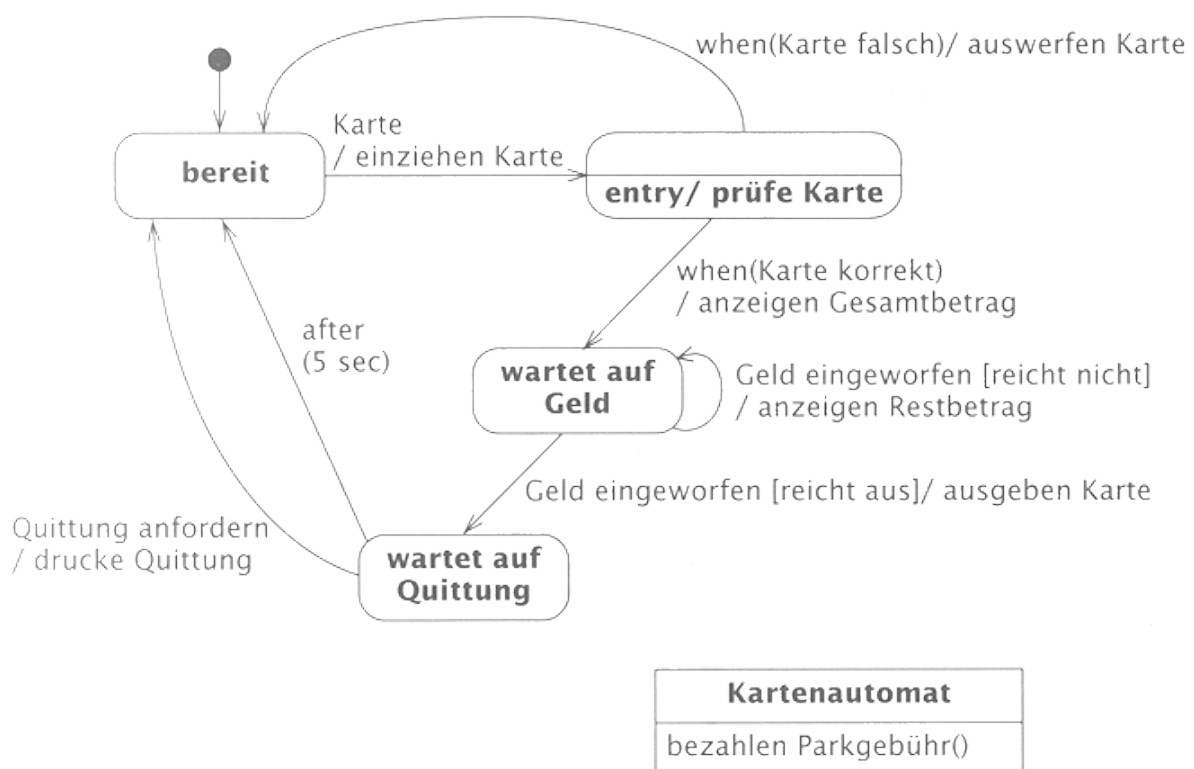 when(Karte falsch)/ auswerfen Karte
Karte
/ einziehen Karte
bereit
entry/ prüfe Karte
when(Karte korrekt)
/ anzeigen Gesamtbetrag
after
(5 sec)
wartet auf
Geld
Geld eingeworfen [reicht nicht]
/ anzeigen Restbetrag
Geld eingeworfen [reicht aus]/ ausgeben Karte
Quittung anfordern
/ drucke Quittung
wartet auf
Quittung
Kartenautomat
bezahlen Parkgebühr()